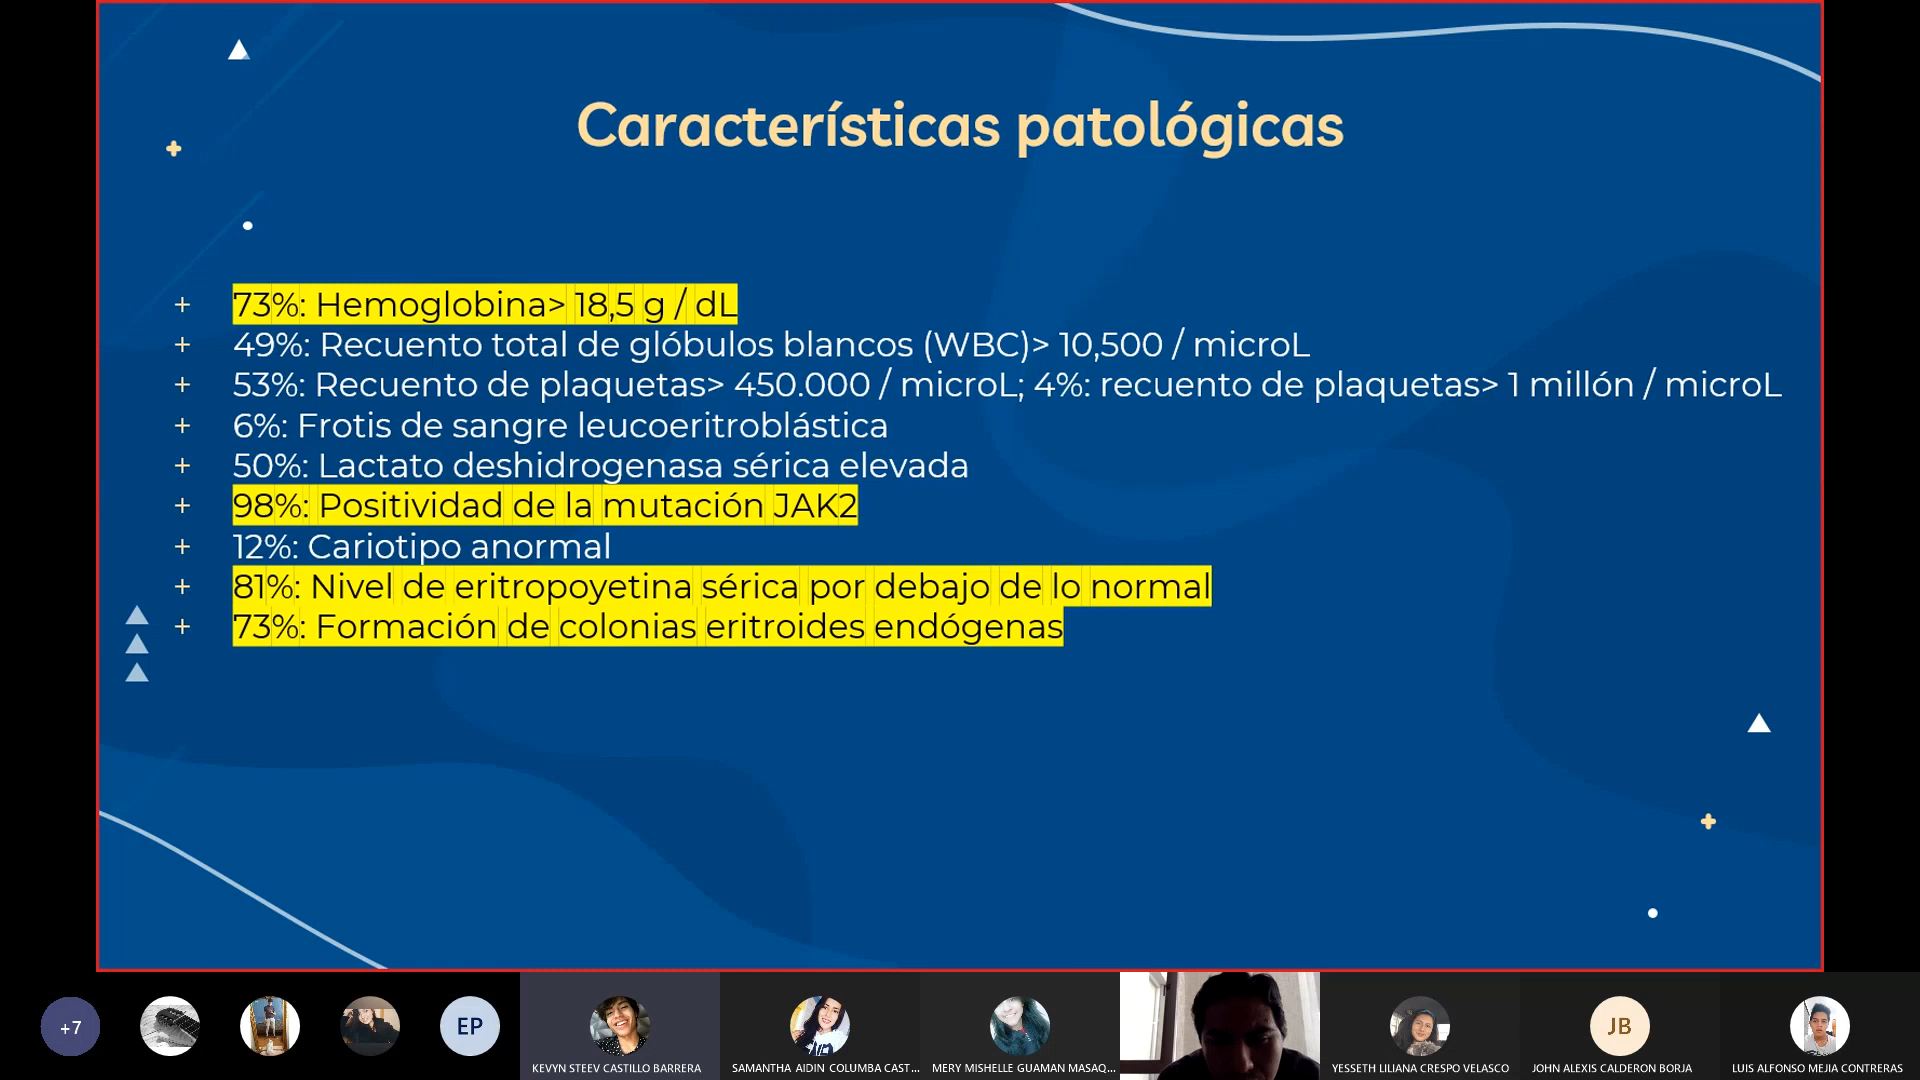 Características patológicas
+ 73%: Hemoglobina> 18,5 g / dL
+ 49%: Recuento total de glóbulos blancos (WBC)> 10,500 / microL
+ 53%: Recuento de plaquetas> 450.000 / microL; 4%: recuento de plaquetas> 1 millón / microL
+ 6%: Frotis de sangre leucoeritroblástica
+ 50%: Lactato deshidrogenasa sérica elevada
+ 98%: Positividad de la mutación JAK2
+ 12%: Cariotipo anormal
+ 81%: Nivel de eritropoyetina sérica por debajo de lo normal
+ 73%: Formación de colonias eritroides endógenas
+7
EP
KEVYN STEEV CASTILLO BARRERA
SAMANTHA AIDIN COLUMBA CAST...
MERY MISHELLE GUAMAN MASAQ...
YESSETH LILIANA CRESPO VELASCO
JB
JOHN ALEXIS CALDERON BORJA
LUIS ALFONSO MEJIA CONTRERAS